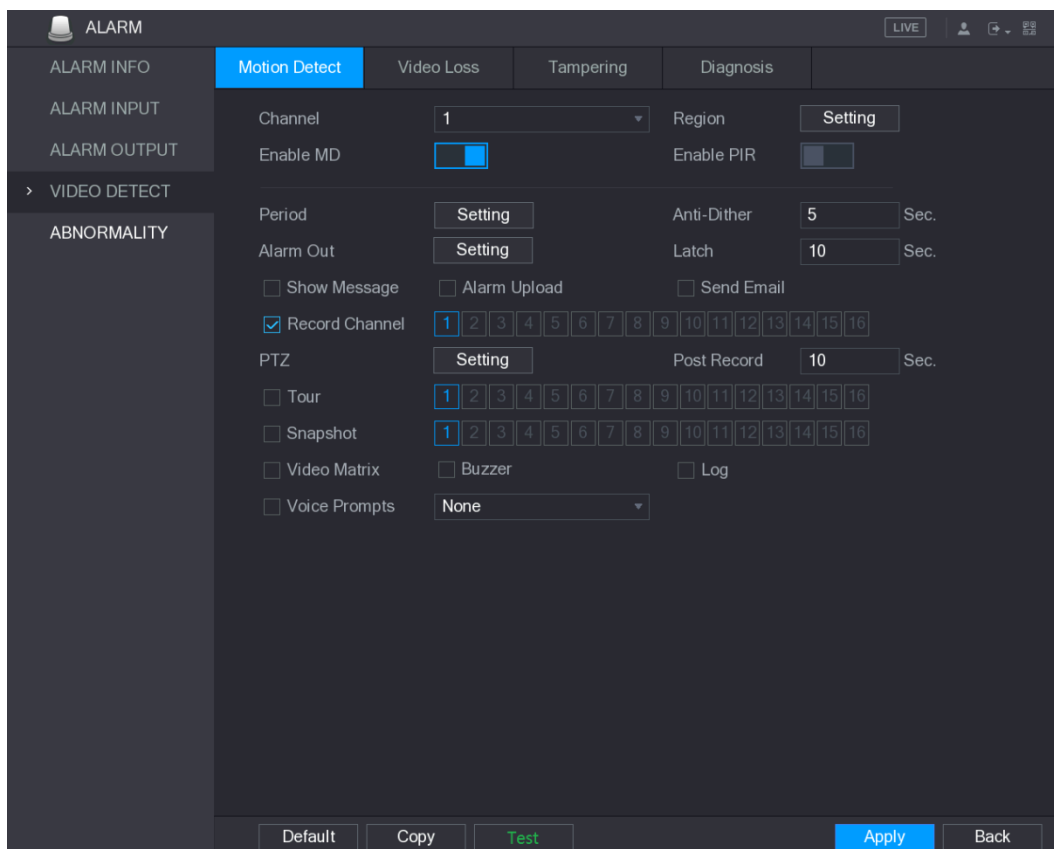 ALARM LIVE
ALARM INFO Motion Detect Video Loss Tampering Diagnosis
ALARM INPUT Channel 1 Region Setting
ALARM OUTPUT Enable MD Enable PIR
> VIDEO DETECT
Period Setting Anti-Dither 5 Sec.
ABNORMALITY
Alarm Out Setting Latch 10 Sec.
Show Message Alarm Upload Send Email
Record Channel 1 2 3 4 5 6 7 8 9 10 11 12 13 14 15 16
PTZ Setting Post Record 10 Sec.
Tour 1 2 3 4 5 6 7 8 9 10 11 12 13 14 15 16
Snapshot 1 2 3 4 5 6 7 8 9 10 11 12 13 14 15 16
Video Matrix Buzzer Log
Voice Prompts None
Default Copy Test Apply Back